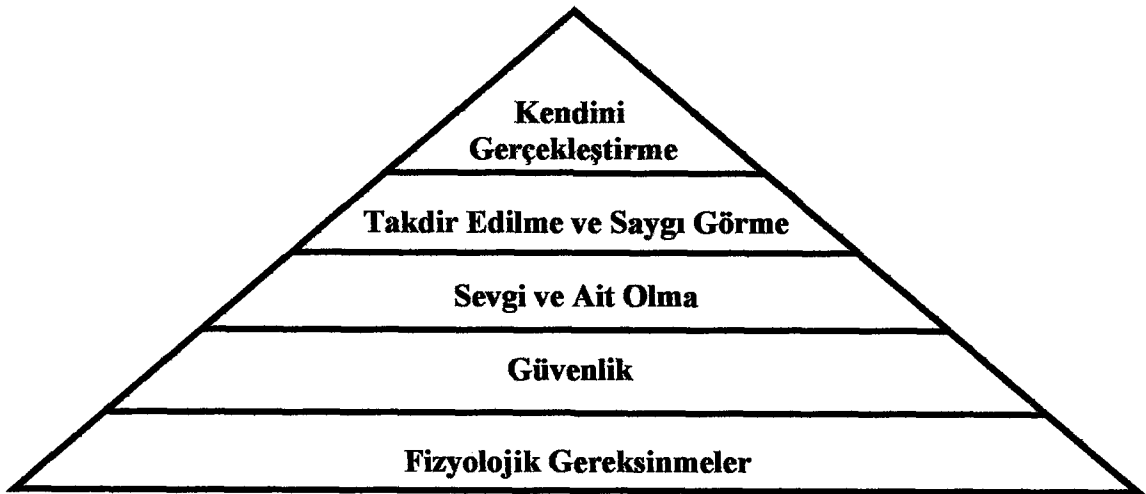 Kendini
Gerçekleştirme
Takdir Edilme ve Saygı Görme
Sevgi ve Ait Olma
Güvenlik
Fizyolojik Gereksinmeler